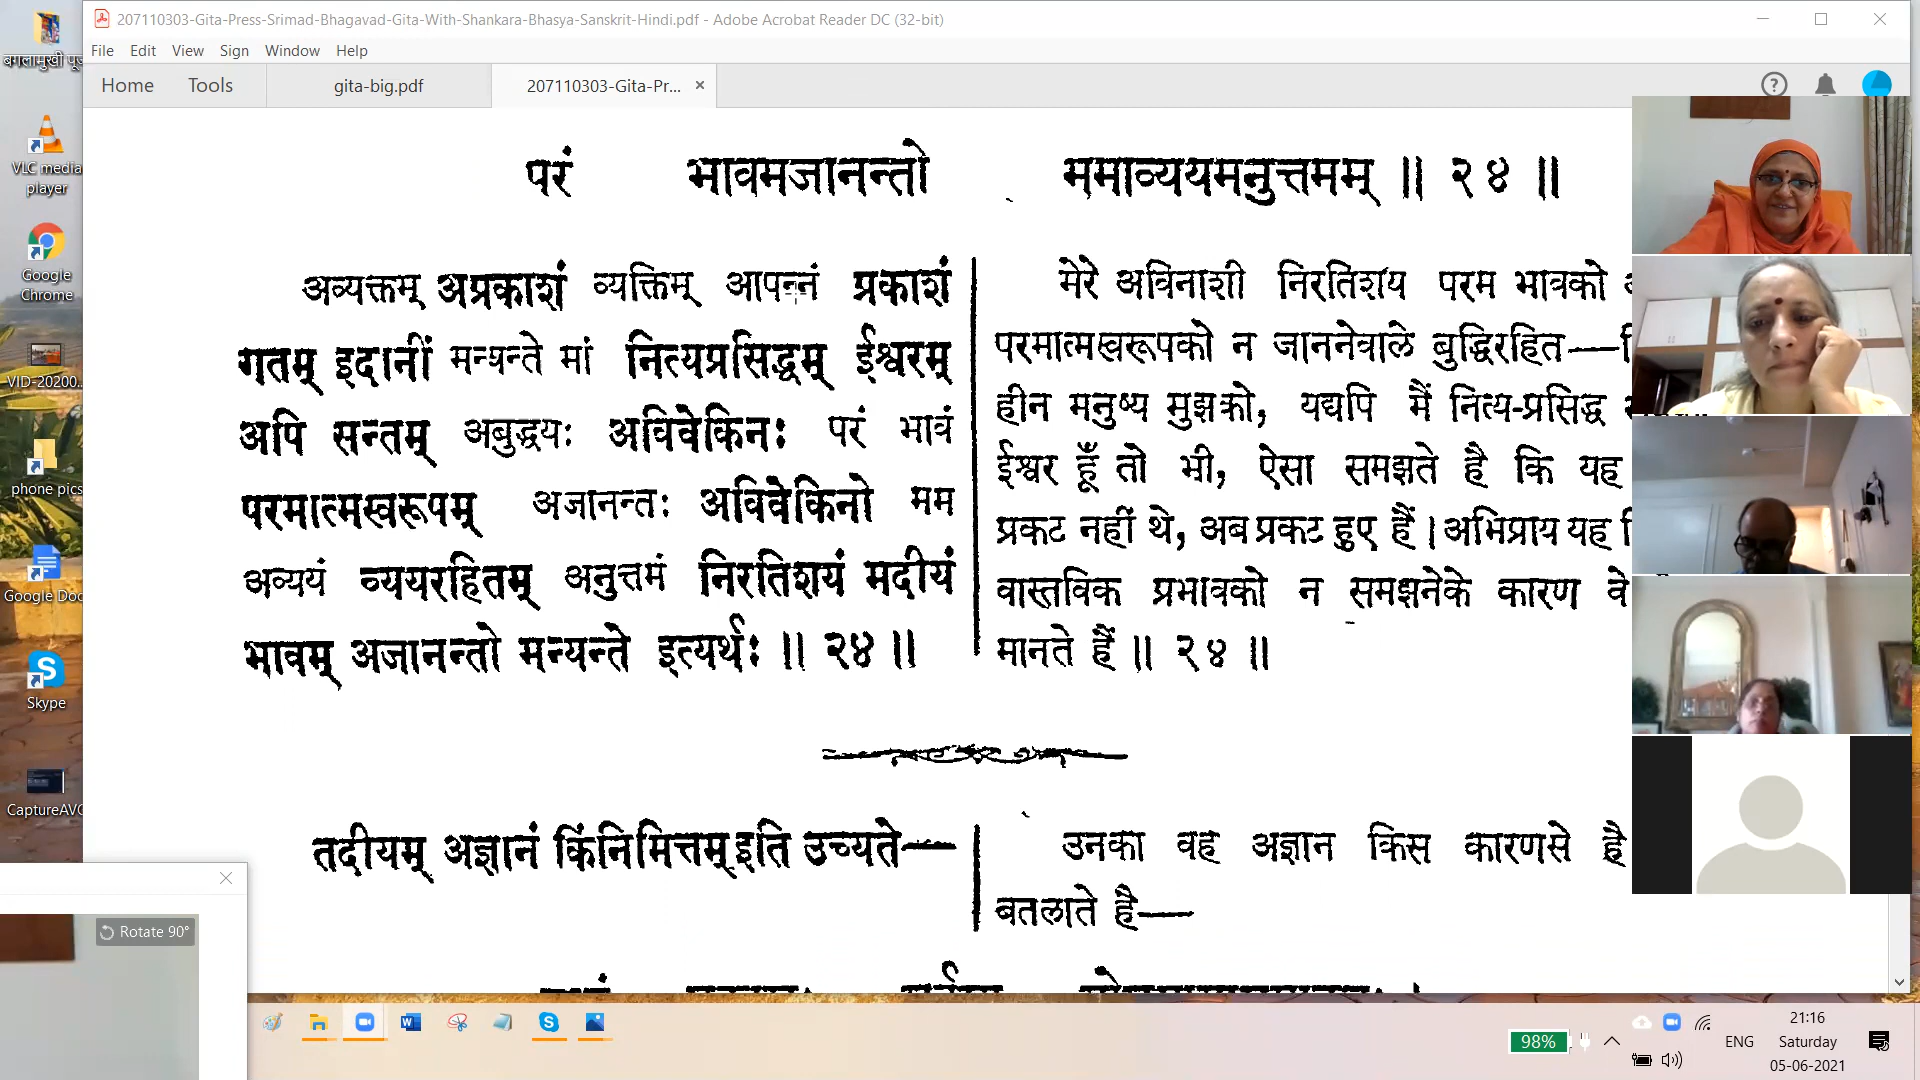 207110303-Gita-Press-Srimad-Bhagavad-Gita-With-Shankara-Bhasya-Sanskrit-Hindi.pdf - Adobe Acrobat Reader DC (32-bit)
File Edit View Sign Window Help
Home Tools gita-big.pdf 207110303-Gita-Pr... ×
परं भावमजानन्तो ममाव्ययमनुत्तमम् ॥ २४ ॥
अव्यक्तम् अप्रकाशं व्यक्तिम् आपन्नं प्रकाशं
गतम् इदानीं मन्यन्ते मां नित्यप्रसिद्धम् ईश्वरम्
अपि सन्तम् अबुद्धयः अविवेकिनः परं भावं
परमात्मस्वरूपम् अजानन्तः अविवेकिनो मम
अव्ययं व्ययरहितम् अनुत्तमं निरतिशयं मदीयं
भावम् अजानन्तो मन्यन्ते इत्यर्थः ॥ २४ ॥
मेरे अविनाशी निरतिशय परम भावको
परमात्मस्वरूपको न जाननेवाले बुद्धिरहित—
हीन मनुष्य मुझको, यद्यपि मैं नित्य-प्रसिद्ध
ईश्वर हूँ तो भी, ऐसा समझते है कि यह
प्रकट नहीं थे, अब प्रकट हुए हैं । अभिप्राय यह
वास्तविक प्रभावको न समझनेके कारण वे
मानते हैं ॥ २४ ॥
तदीयम् अज्ञानं किंनिमित्तम् इति उच्यते—
उनका वह अज्ञान किस कारणसे है
बतलाते है—
VLC media
player
Google
Chrome
VID-20200...
phone pics
Google Doc
Skype
CaptureAVC
Rotate 90°
98%
ENG
21:16
Saturday
05-06-2021